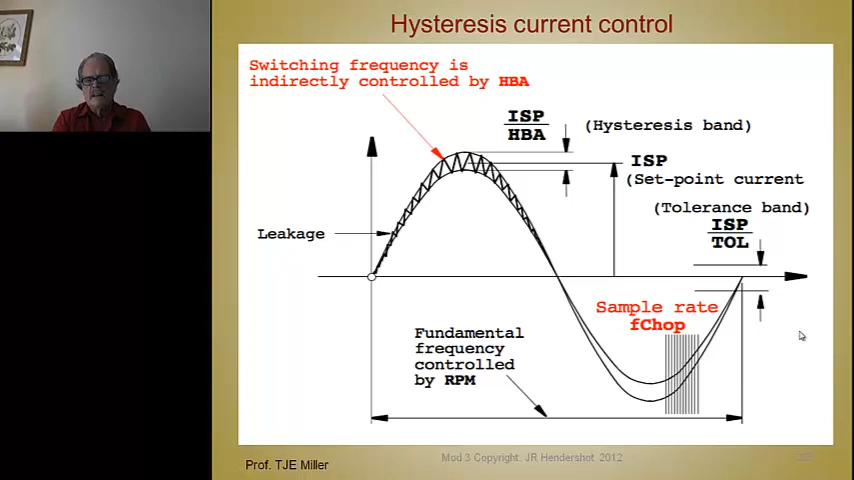 Hysteresis current control
Switching frequency is
indirectly controlled by HBA
ISP
HBA
(Hysteresis band)
ISP
(Set-point current
(Tolerance band)
ISP
TOL
Leakage
Sample rate
fChop
Fundamental
frequency
controlled
by RPM
Prof. TJE Miller
Mod 3 Copyright: JR Hendershot 2012